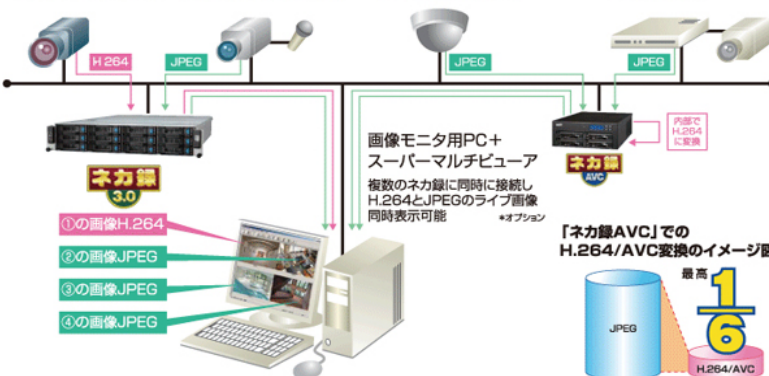 H 264
JPEG
JPEG
JPEG
内部で
H.264
に変換
ネカ録
3.0
画像モニタ用PC＋
スーパーマルチビューア
複数のネカ録に同時に接続し
H.264とJPEGのライブ画像
同時表示可能 *オプション
ネカ録
AVC
①の画像H.264
②の画像JPEG
③の画像JPEG
④の画像JPEG
「ネカ録AVC」での
H.264/AVC変換のイメージ図
最高 1/6
JPEG
H.264/AVC